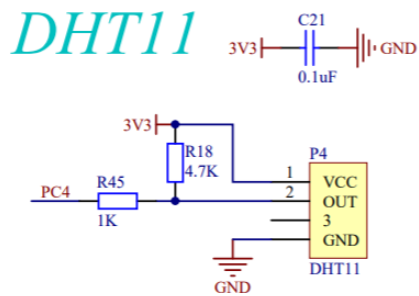 DHT11
C21
3V3
GND
0.1uF
3V3
R18
4.7K
P4
PC4
R45
1K
1
VCC
2
OUT
3
GND
GND
DHT11